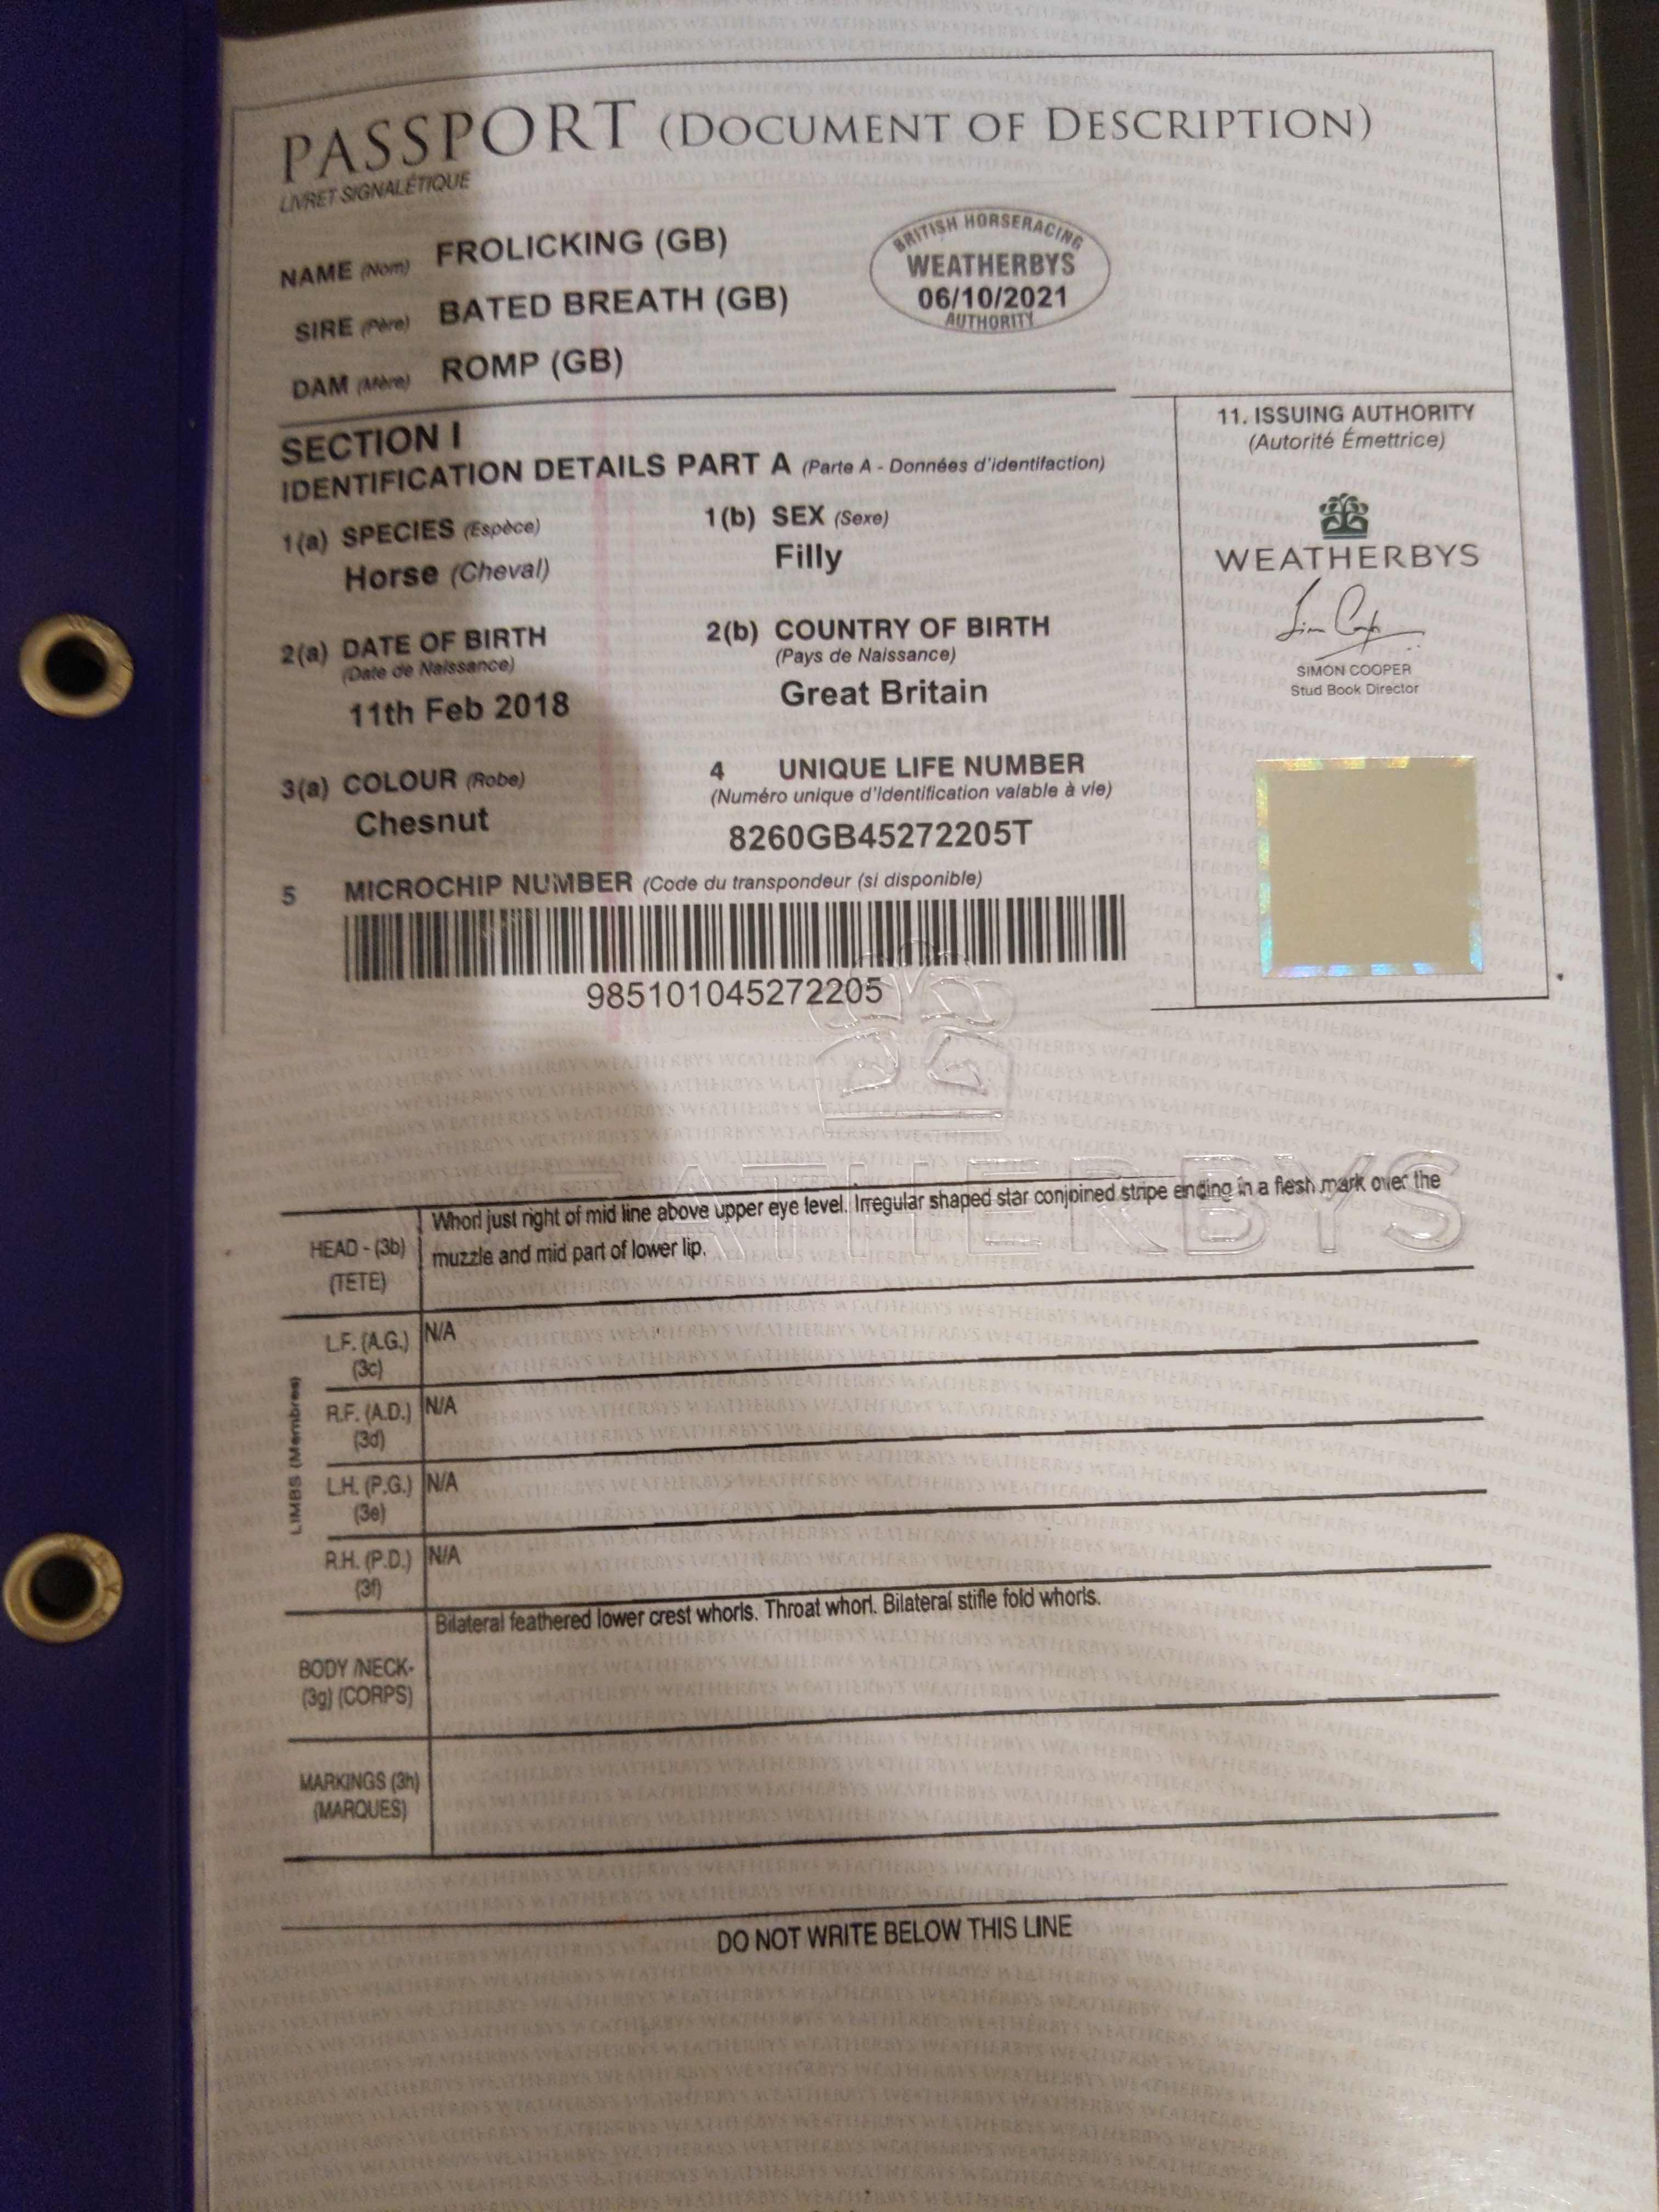 PASSPORT (DOCUMENT OF DESCRIPTION)
LIVRET SIGNALÉTIQUE
NAME (Nom) FROLICKING (GB)
SIRE (Père) BATED BREATH (GB)
DAM (Mère) ROMP (GB)
BRITISH HORSERACING
WEATHERBYS
06/10/2021
AUTHORITY
SECTION I
IDENTIFICATION DETAILS PART A (Parte A - Données d'identifaction)
1(a) SPECIES (Espèce)
Horse (Cheval)
1(b) SEX (Sexe)
Filly
2(a) DATE OF BIRTH
(Date de Naissance)
11th Feb 2018
2(b) COUNTRY OF BIRTH
(Pays de Naissance)
Great Britain
3(a) COLOUR (Robe)
Chesnut
4 UNIQUE LIFE NUMBER
(Numéro unique d'identification valable à vie)
8260GB45272205T
5 MICROCHIP NUMBER (Code du transpondeur (si disponible)
985101045272205
11. ISSUING AUTHORITY
(Autorité Émettrice)
WEATHERBYS
SIMON COOPER
Stud Book Director
ATHERBYS
HEAD - (3b)
(TETE)
Whorl just right of mid line above upper eye level. Irregular shaped star conjoined stripe ending in a flesh mark over the
muzzle and mid part of lower lip.
LIMBS (Membres)
L.F. (A.G.)
(3c)
N/A
R.F. (A.D.)
(3d)
N/A
L.H. (P.G.)
(3e)
N/A
R.H. (P.D.)
(3f)
N/A
BODY /NECK-
(3g) (CORPS)
Bilateral feathered lower crest whorls. Throat whorl. Bilateral stifle fold whorls.
MARKINGS (3h)
(MARQUES)
DO NOT WRITE BELOW THIS LINE